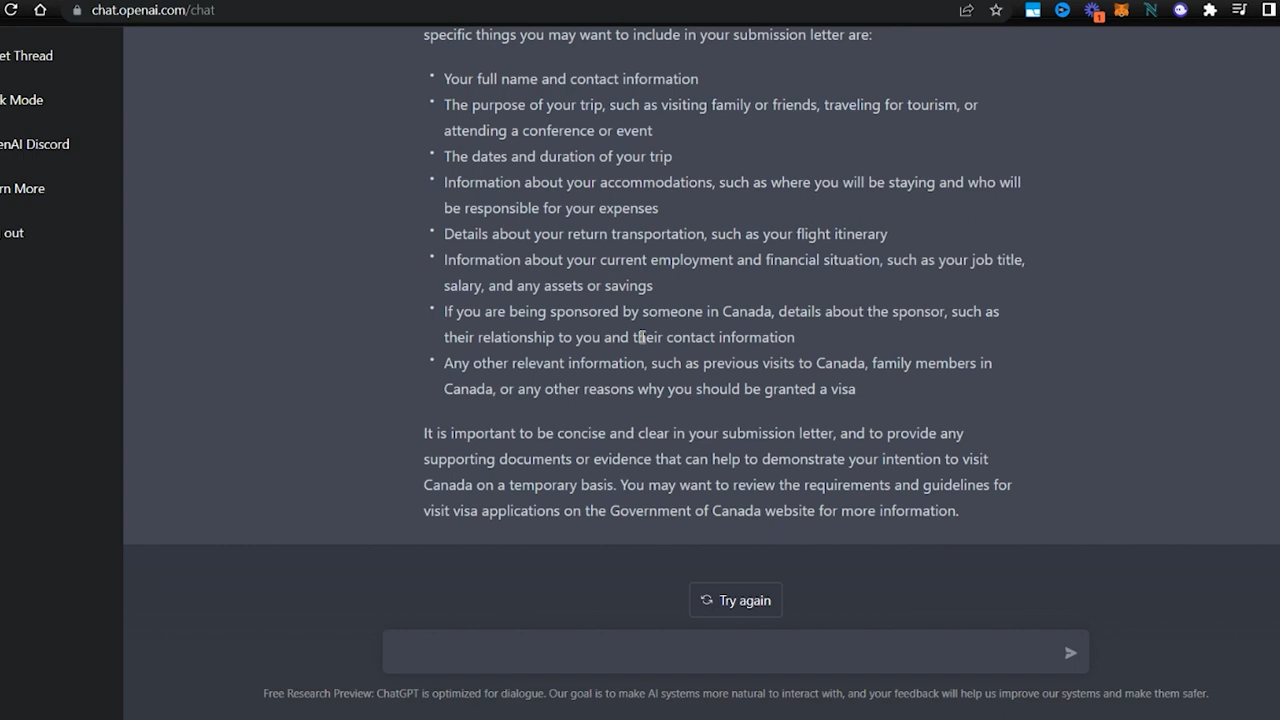 chat.openai.com/chat
1
specific things you may want to include in your submission letter are:
et Thread
• Your full name and contact information
k Mode
• The purpose of your trip, such as visiting family or friends, traveling for tourism, or
attending a conference or event
enAI Discord
• The dates and duration of your trip
rn More
• Information about your accommodations, such as where you will be staying and who will
be responsible for your expenses
out
• Details about your return transportation, such as your flight itinerary
• Information about your current employment and financial situation, such as your job title,
salary, and any assets or savings
• If you are being sponsored by someone in Canada, details about the sponsor, such as
their relationship to you and their contact information
• Any other relevant information, such as previous visits to Canada, family members in
Canada, or any other reasons why you should be granted a visa
It is important to be concise and clear in your submission letter, and to provide any
supporting documents or evidence that can help to demonstrate your intention to visit
Canada on a temporary basis. You may want to review the requirements and guidelines for
visit visa applications on the Government of Canada website for more information.
Try again
Free Research Preview: ChatGPT is optimized for dialogue. Our goal is to make AI systems more natural to interact with, and your feedback will help us improve our systems and make them safer.